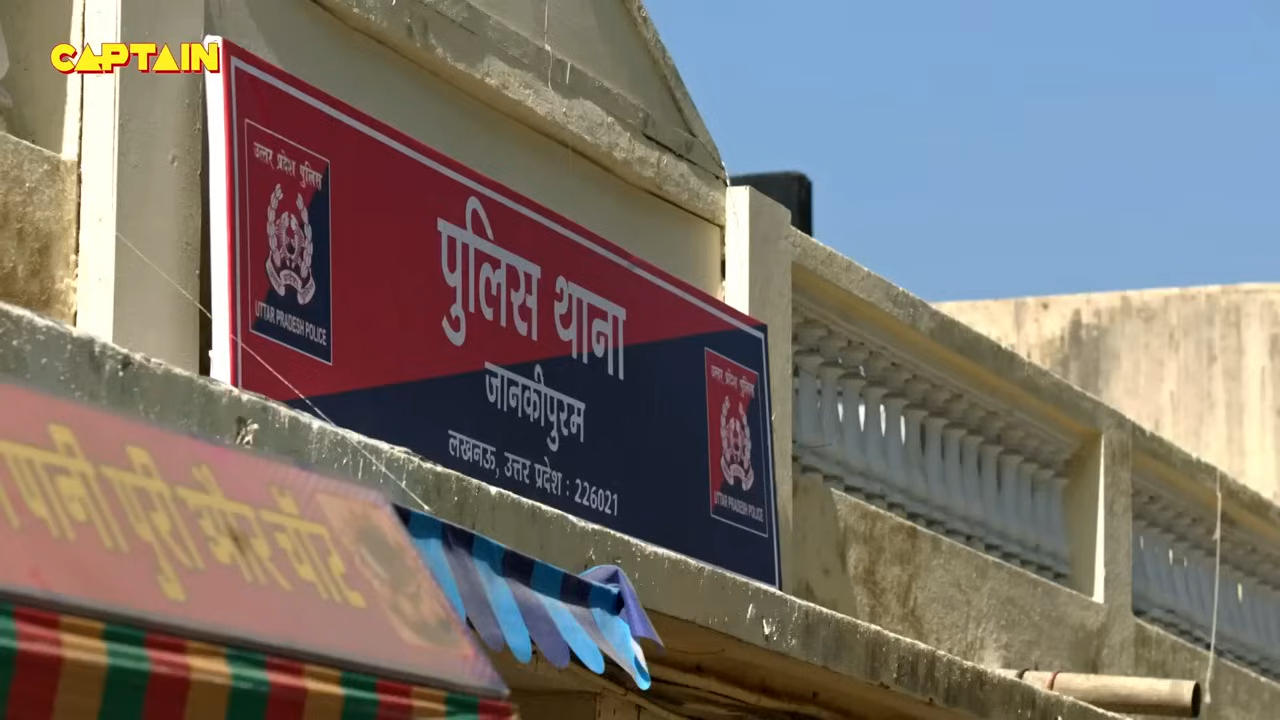 CAPTAIN
उत्तर प्रदेश पुलिस
UTTAR PRADESH POLICE
पुलिस थाना
जानकीपुरम
लखनऊ, उत्तर प्रदेश : 226021
उत्तर प्रदेश पुलिस
UTTAR PRADESH POLICE
पानीपुरी और चाट